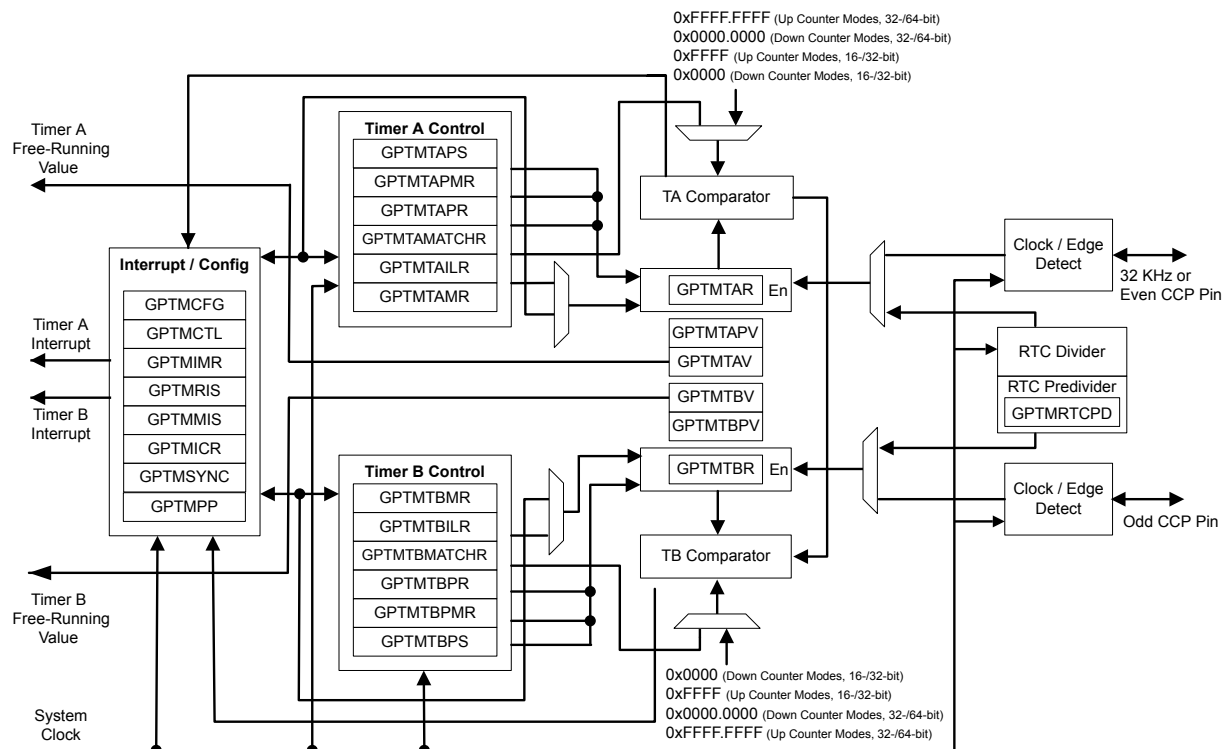 0xFFFF.FFFF (Up Counter Modes, 32-/64-bit)
0x0000.0000 (Down Counter Modes, 32-/64-bit)
0xFFFF (Up Counter Modes, 16-/32-bit)
0x0000 (Down Counter Modes, 16-/32-bit)
Timer A
Free-Running
Value
Timer A Control
GPTMTAPS
GPTMTAPMR
GPTMTAPR
GPTMTAMATCHR
GPTMTAILR
GPTMTAMR
TA Comparator
Interrupt / Config
GPTMCFG
GPTMCTL
GPTMIMR
GPTMRIS
GPTMMIS
GPTMICR
GPTMSYNC
GPTMPP
GPTMTAR
En
Clock / Edge
Detect
32 KHz or
Even CCP Pin
Timer A
Interrupt
GPTMTAPV
GPTMTAV
RTC Divider
RTC Predivider
GPTMRTCPD
Timer B
Interrupt
GPTMTBV
GPTMTBPV
Timer B Control
GPTMTBMR
GPTMTBILR
GPTMTBMATCHR
GPTMTBPR
GPTMTBPMR
GPTMTBPS
GPTMTBR
En
Clock / Edge
Detect
Odd CCP Pin
TB Comparator
Timer B
Free-Running
Value
0x0000 (Down Counter Modes, 16-/32-bit)
0xFFFF (Up Counter Modes, 16-/32-bit)
0x0000.0000 (Down Counter Modes, 32-/64-bit)
0xFFFF.FFFF (Up Counter Modes, 32-/64-bit)
System
Clock